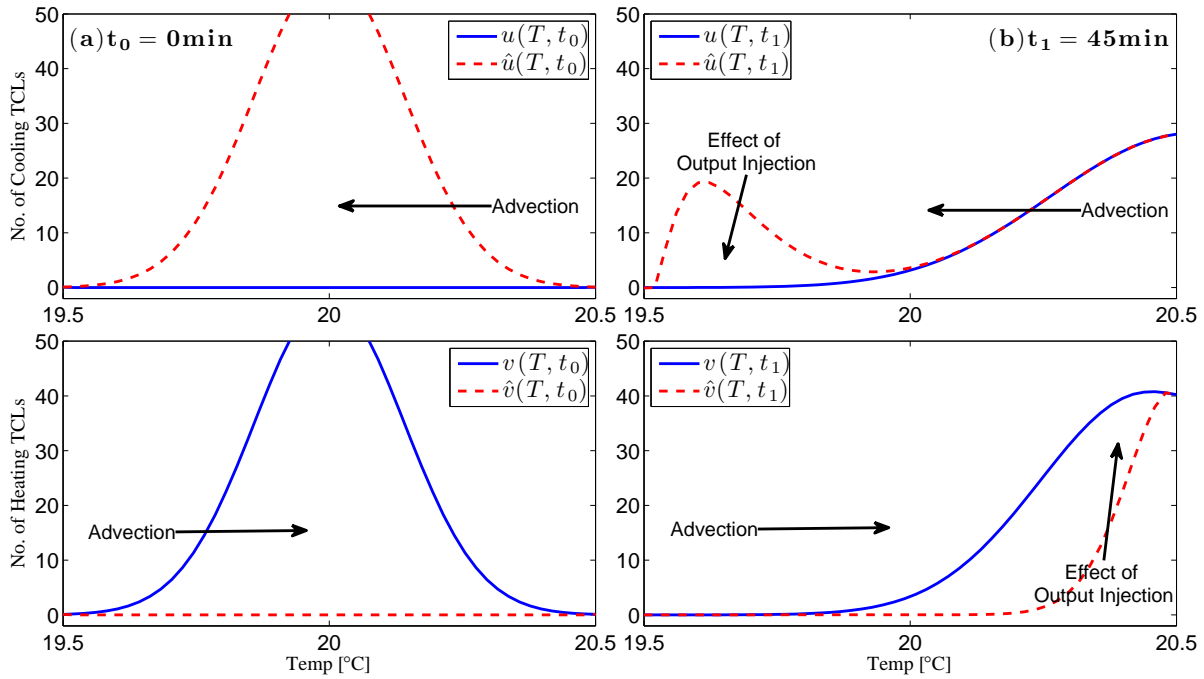 (a) t₀ = 0min
u(T, t₀)
û(T, t₀)
Advection
No. of Cooling TCLs
50
40
30
20
10
0
19.5
20
20.5
(b) t₁ = 45min
u(T, t₁)
û(T, t₁)
Effect of
Output Injection
Advection
50
40
30
20
10
0
19.5
20
20.5
v(T, t₀)
v̂(T, t₀)
Advection
No. of Heating TCLs
50
40
30
20
10
0
19.5
20
20.5
Temp [°C]
v(T, t₁)
v̂(T, t₁)
Advection
Effect of
Output Injection
50
40
30
20
10
0
19.5
20
20.5
Temp [°C]